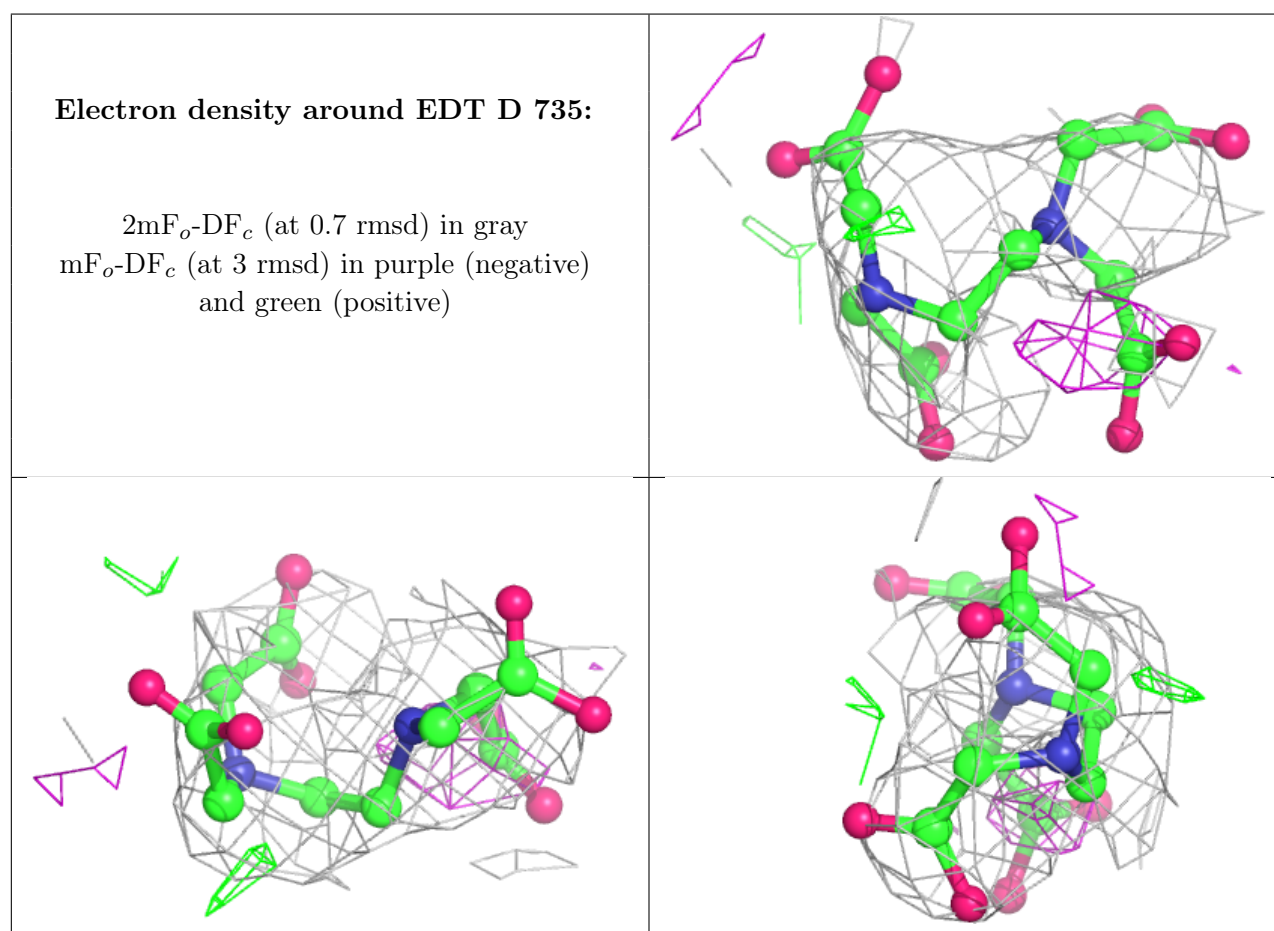 Electron density around EDT D 735:
2mFo-DFc (at 0.7 rmsd) in gray
mFo-DFc (at 3 rmsd) in purple (negative)
and green (positive)